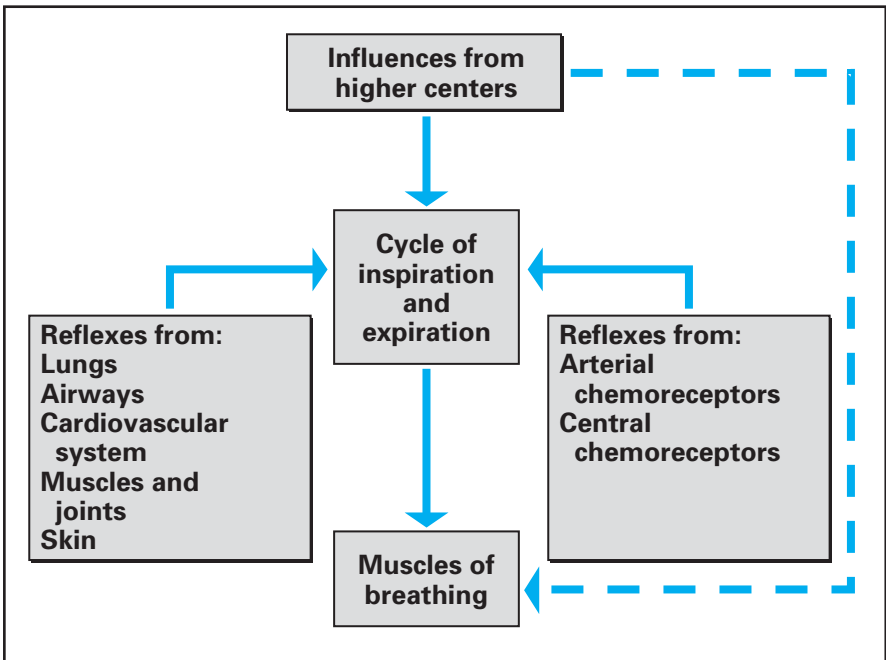 Influences from
higher centers
Cycle of
inspiration
and
expiration
Reflexes from:
Lungs
Airways
Cardiovascular
system
Muscles and
joints
Skin
Reflexes from:
Arterial
chemoreceptors
Central
chemoreceptors
Muscles of
breathing